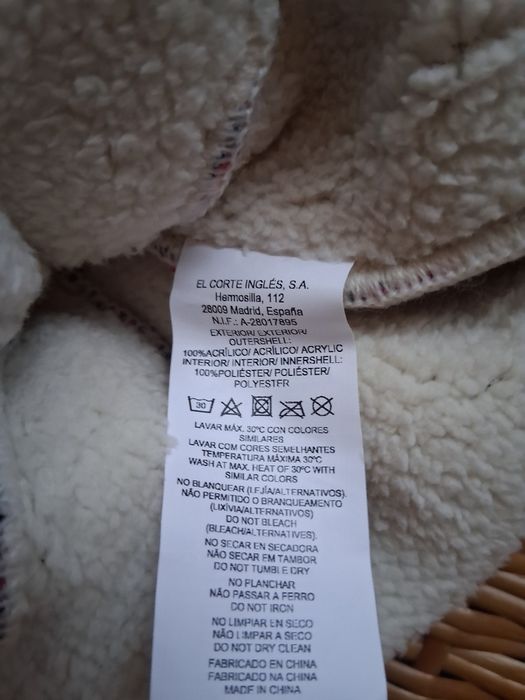 EL CORTE INGLÉS, S.A.
Hermosilla, 112
28009 Madrid, España
N.I.F.: A-28017895
EXTERIOR/ EXTERIOR/
OUTERSHELL:
100%ACRÍLICO/ ACRÍLICO/ ACRYLIC
INTERIOR/ INTERIOR/ INNERSHELL:
100%POLIÉSTER/ POLIÉSTER/
POLYESTER
30
LAVAR MÁX. 30ºC CON COLORES
SIMILARES
LAVAR COM CORES SEMELHANTES
TEMPERATURA MÁXIMA 30ºC
WASH AT MAX. HEAT OF 30ºC WITH
SIMILAR COLORS
NO BLANQUEAR (LEJÍA/ALTERNATIVOS).
NÃO PERMITIDO O BRANQUEAMENTO
(LIXÍVIA/ALTERNATIVOS)
DO NOT BLEACH
(BLEACH/ALTERNATIVES).
NO SECAR EN SECADORA
NÃO SECAR EM TAMBOR
DO NOT TUMBLE DRY
NO PLANCHAR
NÃO PASSAR A FERRO
DO NOT IRON
NO LIMPIAR EN SECO
NÃO LIMPAR A SECO
DO NOT DRY CLEAN
FABRICADO EN CHINA
FABRICADO NA CHINA
MADE IN CHINA